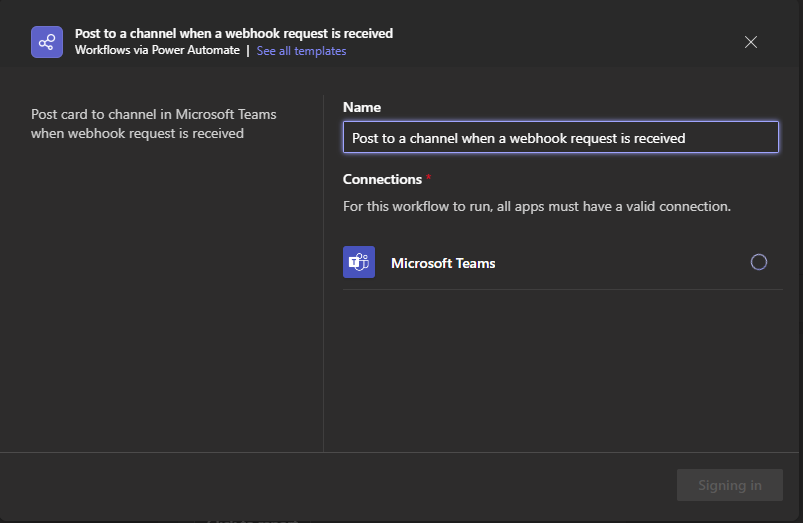 Post to a channel when a webhook request is received
Workflows via Power Automate | See all templates
Post card to channel in Microsoft Teams
when webhook request is received
Name
Post to a channel when a webhook request is received
Connections *
For this workflow to run, all apps must have a valid connection.
Microsoft Teams
Signing in